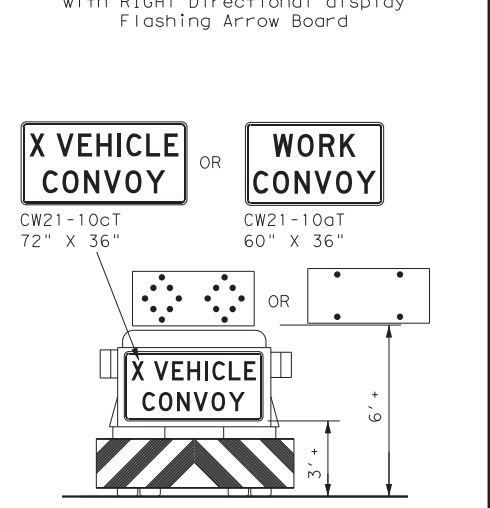 with RIGHT Directional display
Flashing Arrow Board
X VEHICLE
CONVOY
OR
WORK
CONVOY
CW21-10cT
72" X 36"
CW21-10aT
60" X 36"
OR
X VEHICLE
CONVOY
6' +
3' +